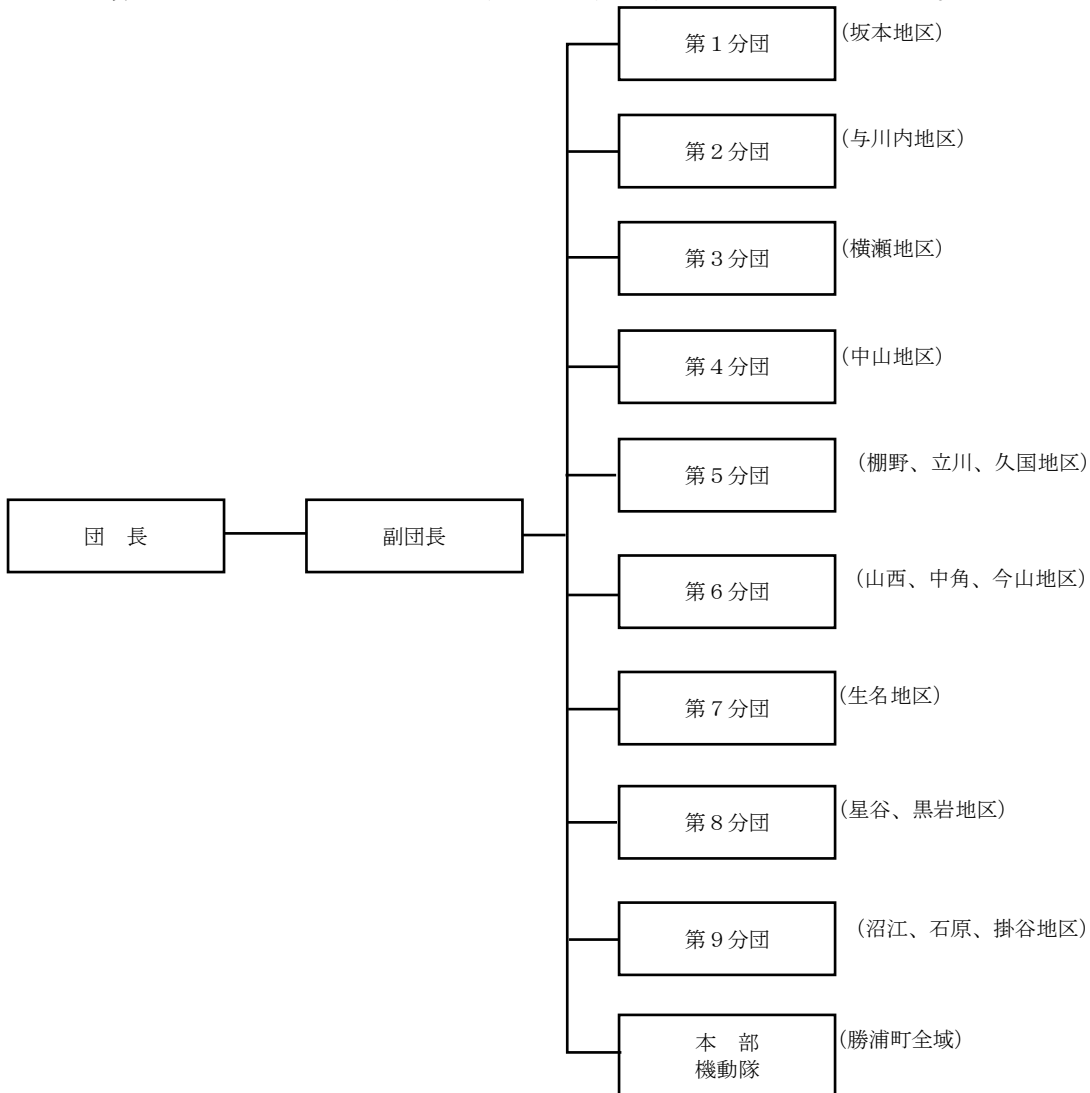 第１分団
(坂本地区)
第２分団
(与川内地区)
第３分団
(横瀬地区)
第４分団
(中山地区)
第５分団
(棚野、立川、久国地区)
団　長
副団長
第６分団
(山西、中角、今山地区)
第７分団
(生名地区)
第８分団
(星谷、黒岩地区)
第９分団
(沼江、石原、掛谷地区)
本　部
機動隊
(勝浦町全域)